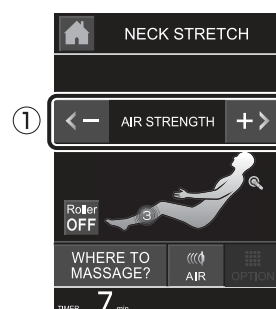 NECK STRETCH
①
< − AIR STRENGTH + >
3
Roller
OFF
WHERE TO
MASSAGE?
AIR
OPTION
TIMER 7 min